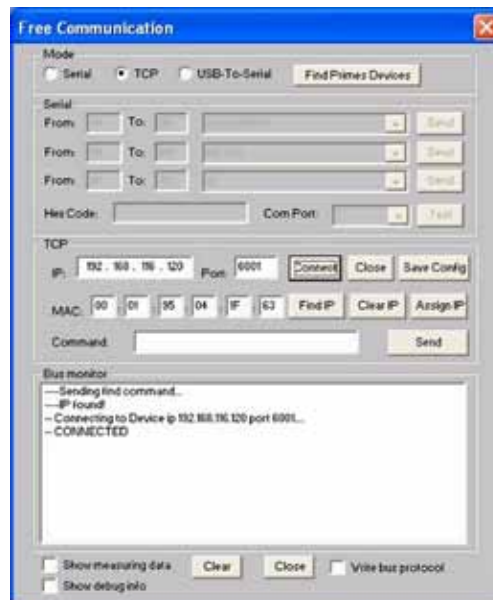 Free Communication
Mode
Serial TCP USB-To-Serial Find Primes Devices
Serial
From: To: Send
From: To: Send
From: To: Send
Hex Code: Com Port: Test
TCP
IP: 192 . 168 . 116 . 120 Port: 6001 Connect Close Save Config
MAC: 00 01 95 04 1F 63 Find IP Clear IP Assign IP
Command: Send
Bus monitor
----Sending find command...
----IP found!
-- Connecting to Device ip 192.168.116.120 port 6001...
-- CONNECTED
Show measuring data Clear Close Write bus protocol
Show debug info